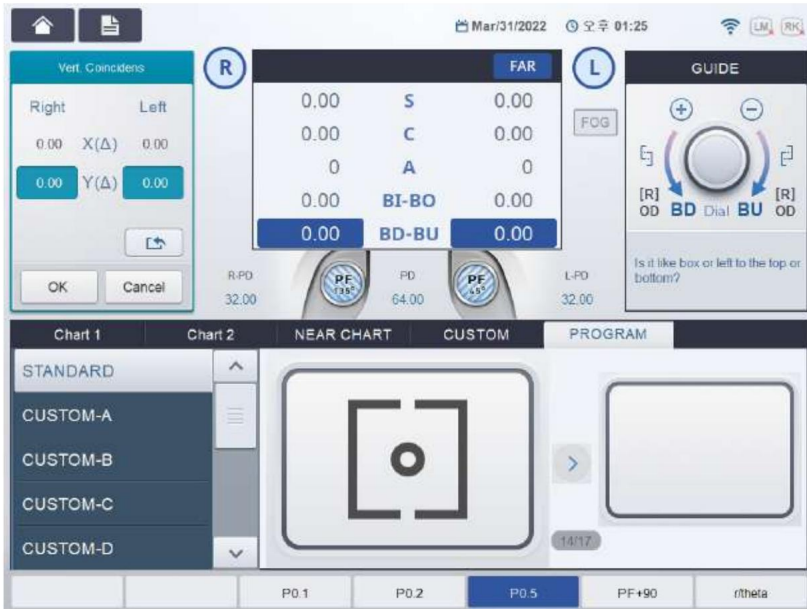 Mar/31/2022 오후 01:25 LM RK
Vert. Coincidens
R
FAR
L
GUIDE
Right Left
0.00 X(Δ) 0.00
0.00 Y(Δ) 0.00
OK Cancel
0.00 S 0.00
0.00 C 0.00
0 A 0
0.00 BI-BO 0.00
0.00 BD-BU 0.00
FOG
[R] OD BD Dial BU [R] OD
Is it like box or left to the top or
bottom?
R-PD PD L-PD
32.00 64.00 32.00
PF 135°
PF 45°
Chart 1 Chart 2 NEAR CHART CUSTOM PROGRAM
STANDARD
CUSTOM-A
CUSTOM-B
CUSTOM-C
CUSTOM-D
14/17
P0.1 P0.2 P0.5 PF+90 r/theta